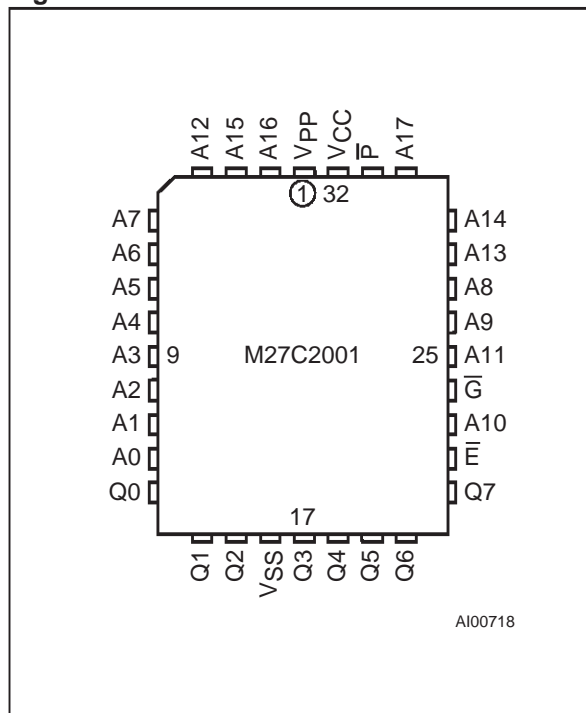 A12 A15 A16 VPP VCC P̅ A17
① 32
A7 A14
A6 A13
A5 A8
A4 A9
A3 9 M27C2001 25 A11
A2 G̅
A1 A10
A0 E̅
Q0 Q7
17
Q1 Q2 VSS Q3 Q4 Q5 Q6
AI00718